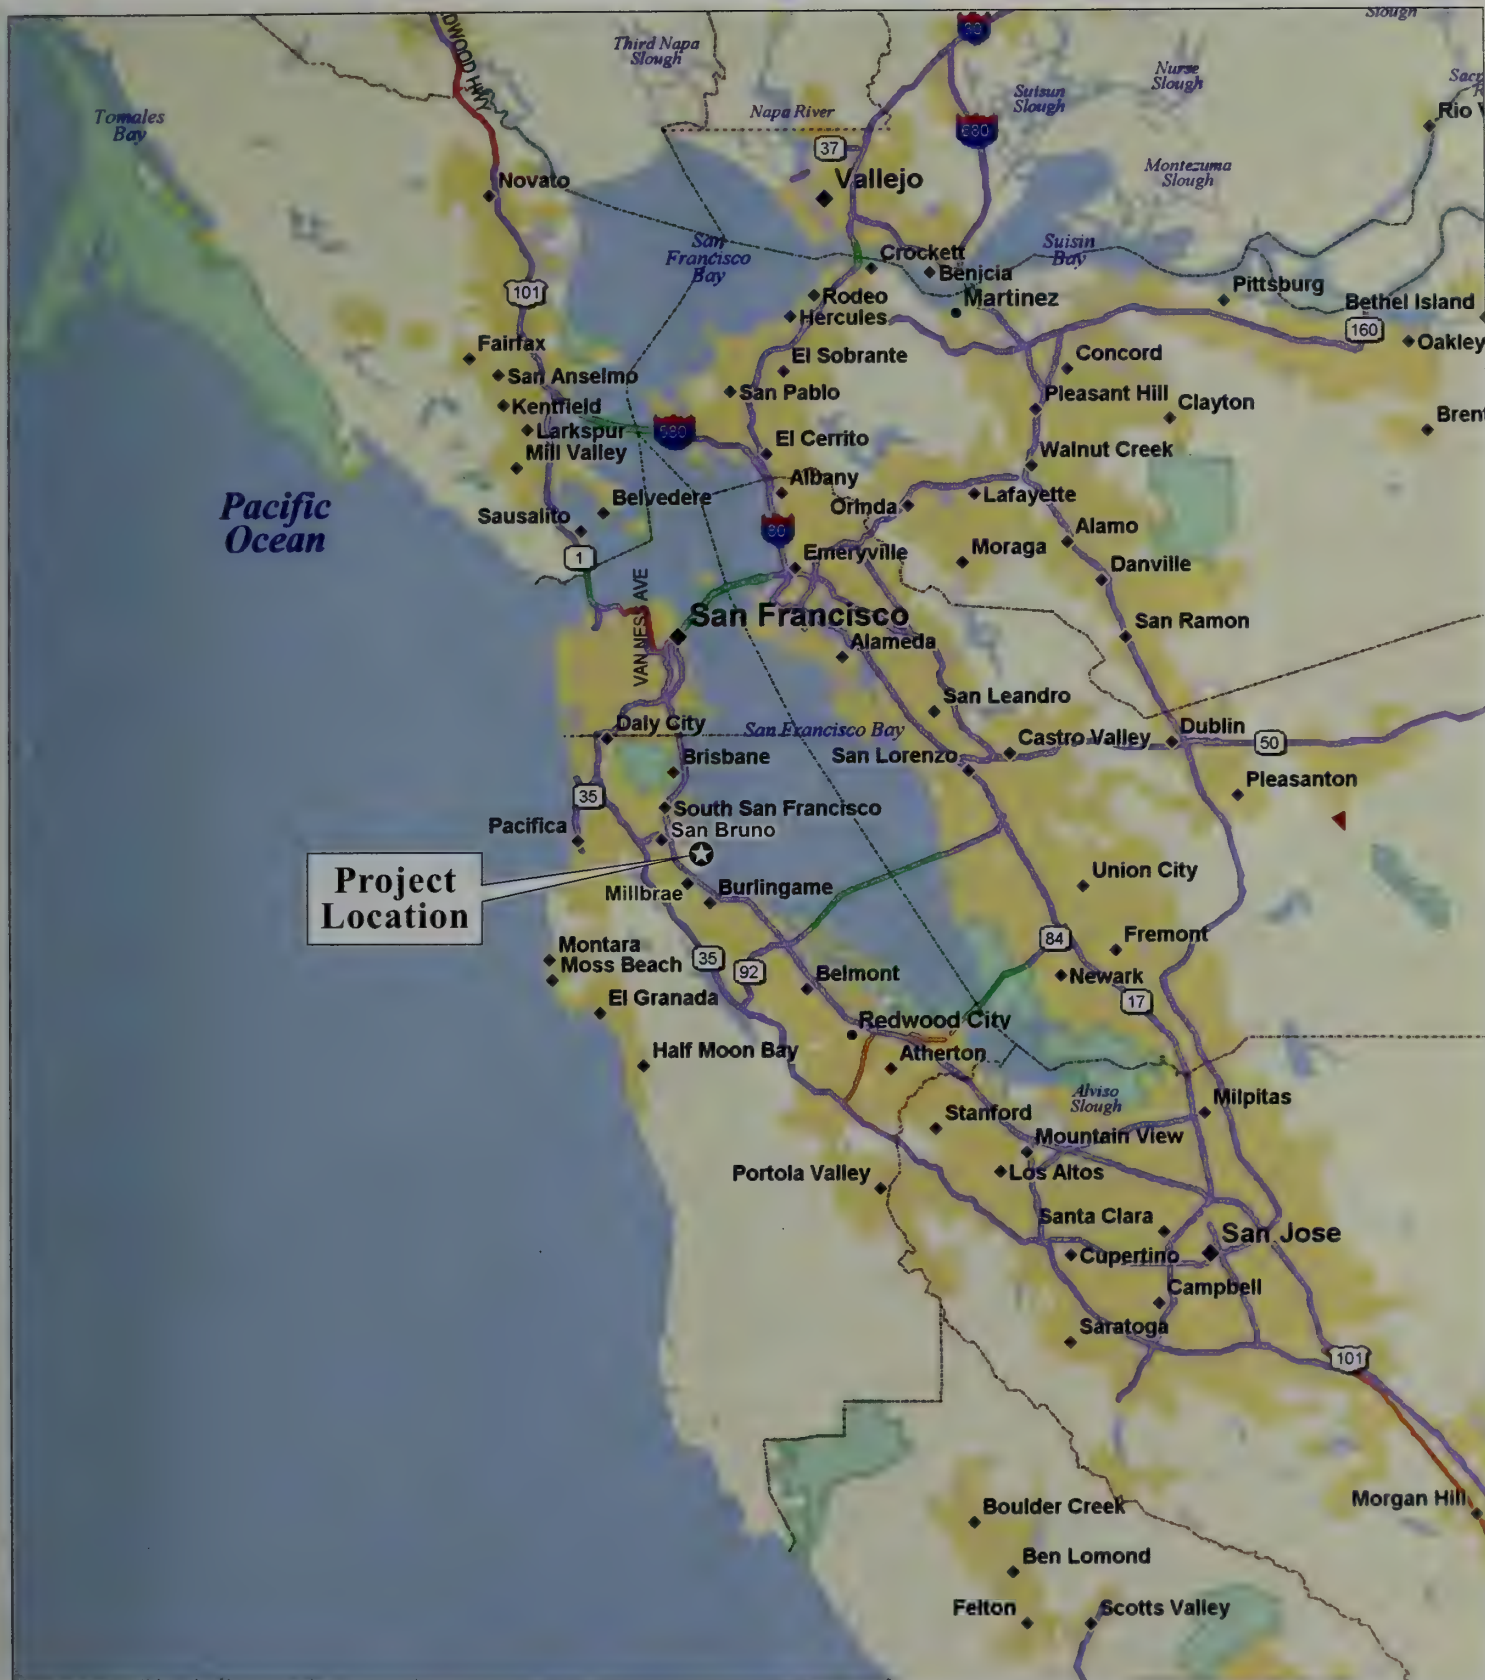 Slough
Third Napa
Slough
80
Nurse
Slough
Suisun
Slough
Tomales
Bay
Napa River
680
37
Montezuma
Slough
Novato
Vallejo
San
Francisco
Bay
Suisin
Bay
Crockett
Benicia
101
Rodeo
Martinez
Pittsburg
Bethel Island
Hercules
160
Oakley
Fairfax
El Sobrante
Concord
San Anselmo
San Pablo
Pleasant Hill
Clayton
Kentfield
Larkspur
580
El Cerrito
Mill Valley
Walnut Creek
Albany
Belvedere
Lafayette
Orinda
Pacific
Ocean
Sausalito
80
Alamo
1
Emeryville
Moraga
Danville
VAN NESS AVE
San Francisco
San Ramon
Alameda
San Leandro
Daly City
San Francisco Bay
Castro Valley
Dublin
50
San Lorenzo
Brisbane
Pleasanton
35
South San Francisco
San Bruno
Pacifica
Project
Location
Union City
Millbrae
Burlingame
84
Fremont
Montara
Moss Beach
35
92
Belmont
Newark
El Granada
17
Redwood City
Half Moon Bay
Atherton
Alviso
Slough
Milpitas
Stanford
Mountain View
Portola Valley
Los Altos
Santa Clara
San Jose
Cupertino
Campbell
Saratoga
101
Boulder Creek
Morgan Hill
Ben Lomond
Felton
Scotts Valley